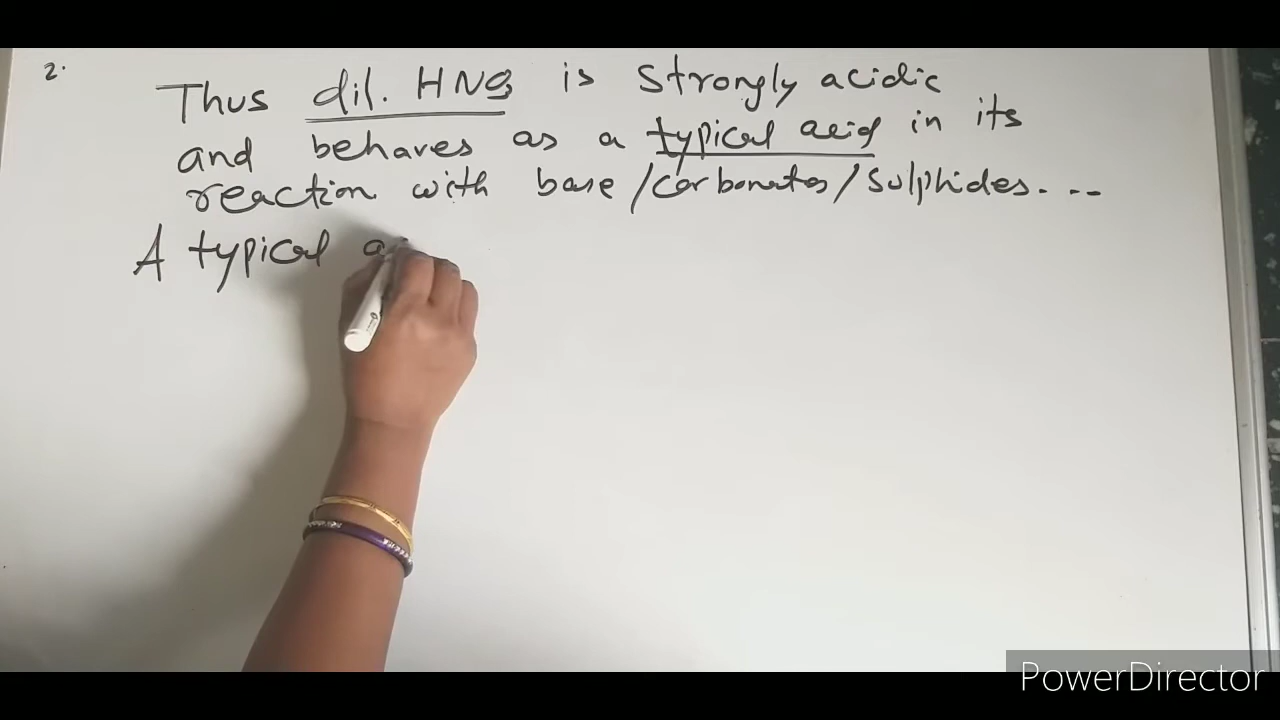 2.
Thus dil. HNO3 is strongly acidic
and behaves as a typical acid in its
reaction with base/carbonates/sulphides...
A typical a
PowerDirector